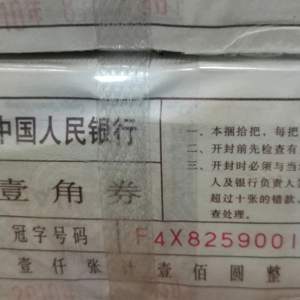 中国人民银行
壹角券
冠字号码 F4X8259001
壹仟张计壹佰圆整
一、本捆拾把,每把
二、开封前先检查有
三、开封时必须与当
人及银行负责人
超过十张的错款
查处理。